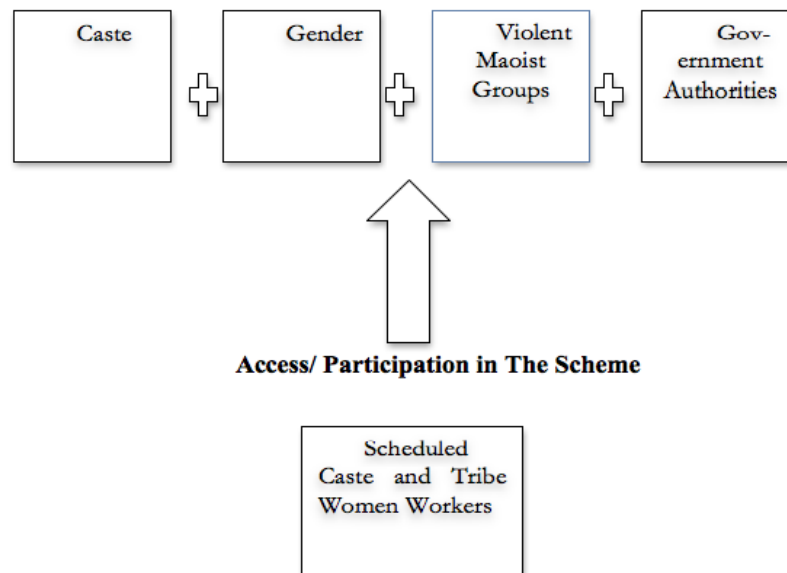 Caste
Gender
Violent
Maoist
Groups
Gov-
ernment
Authorities
Access/ Participation in The Scheme
Scheduled
Caste and Tribe
Women Workers